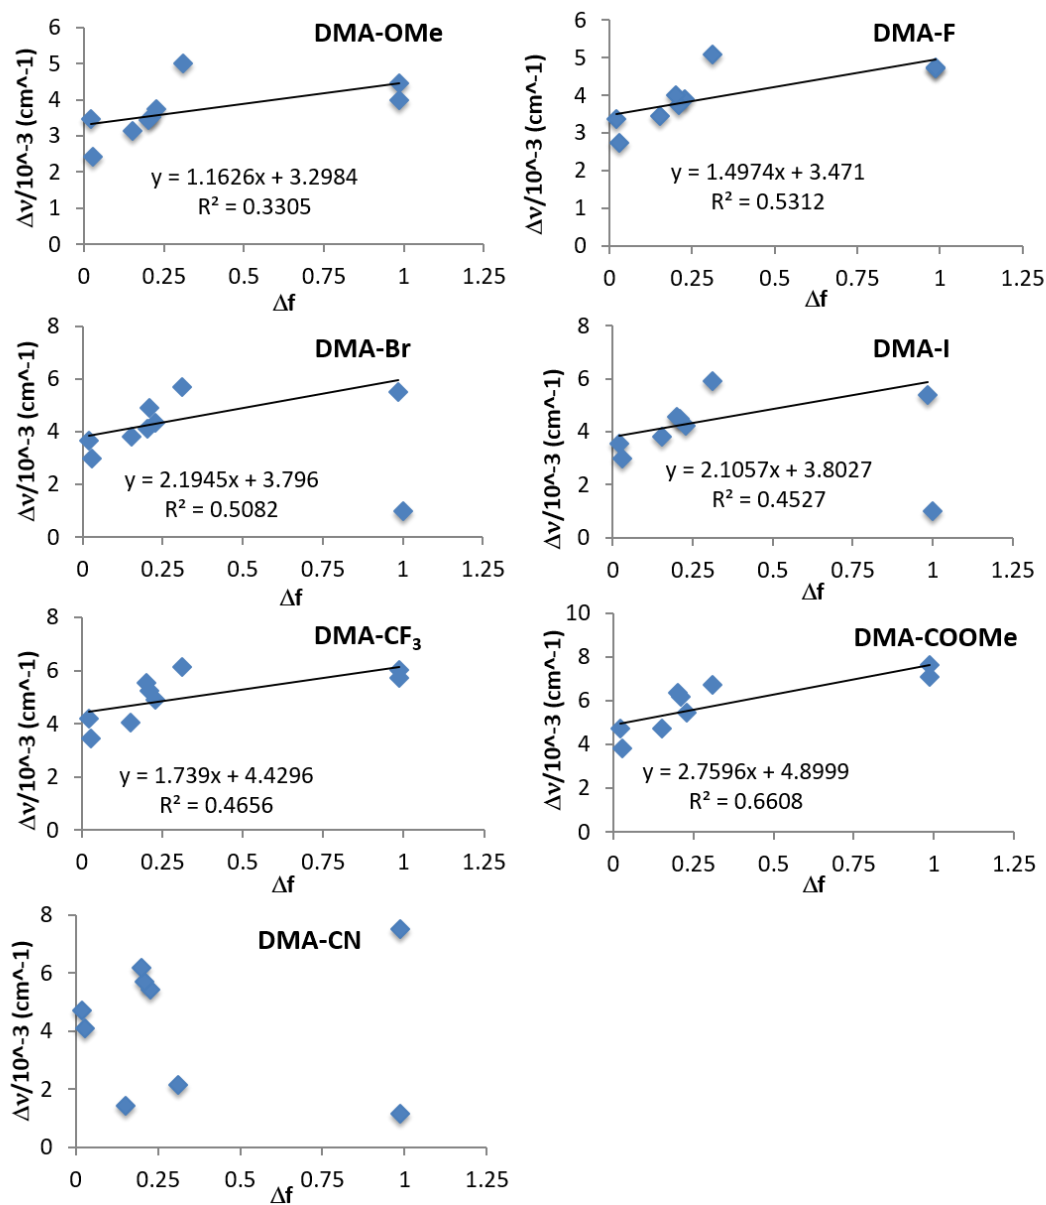 DMA-OMe
Δν/10^-3 (cm^-1)
6
5
4
3
2
1
0
y = 1.1626x + 3.2984
R² = 0.3305
0 0.25 0.5 0.75 1 1.25
Δf
DMA-F
Δν/10^-3 (cm^-1)
6
5
4
3
2
1
0
y = 1.4974x + 3.471
R² = 0.5312
0 0.25 0.5 0.75 1 1.25
Δf
DMA-Br
Δν/10^-3 (cm^-1)
8
6
4
2
0
y = 2.1945x + 3.796
R² = 0.5082
0 0.25 0.5 0.75 1 1.25
Δf
DMA-I
Δν/10^-3 (cm^-1)
8
6
4
2
0
y = 2.1057x + 3.8027
R² = 0.4527
0 0.25 0.5 0.75 1 1.25
Δf
DMA-CF₃
Δν/10^-3 (cm^-1)
8
6
4
2
0
y = 1.739x + 4.4296
R² = 0.4656
0 0.25 0.5 0.75 1 1.25
Δf
DMA-COOMe
Δν/10^-3 (cm^-1)
10
8
6
4
2
0
y = 2.7596x + 4.8999
R² = 0.6608
0 0.25 0.5 0.75 1 1.25
Δf
DMA-CN
Δν/10^-3 (cm^-1)
8
6
4
2
0
0 0.25 0.5 0.75 1 1.25
Δf